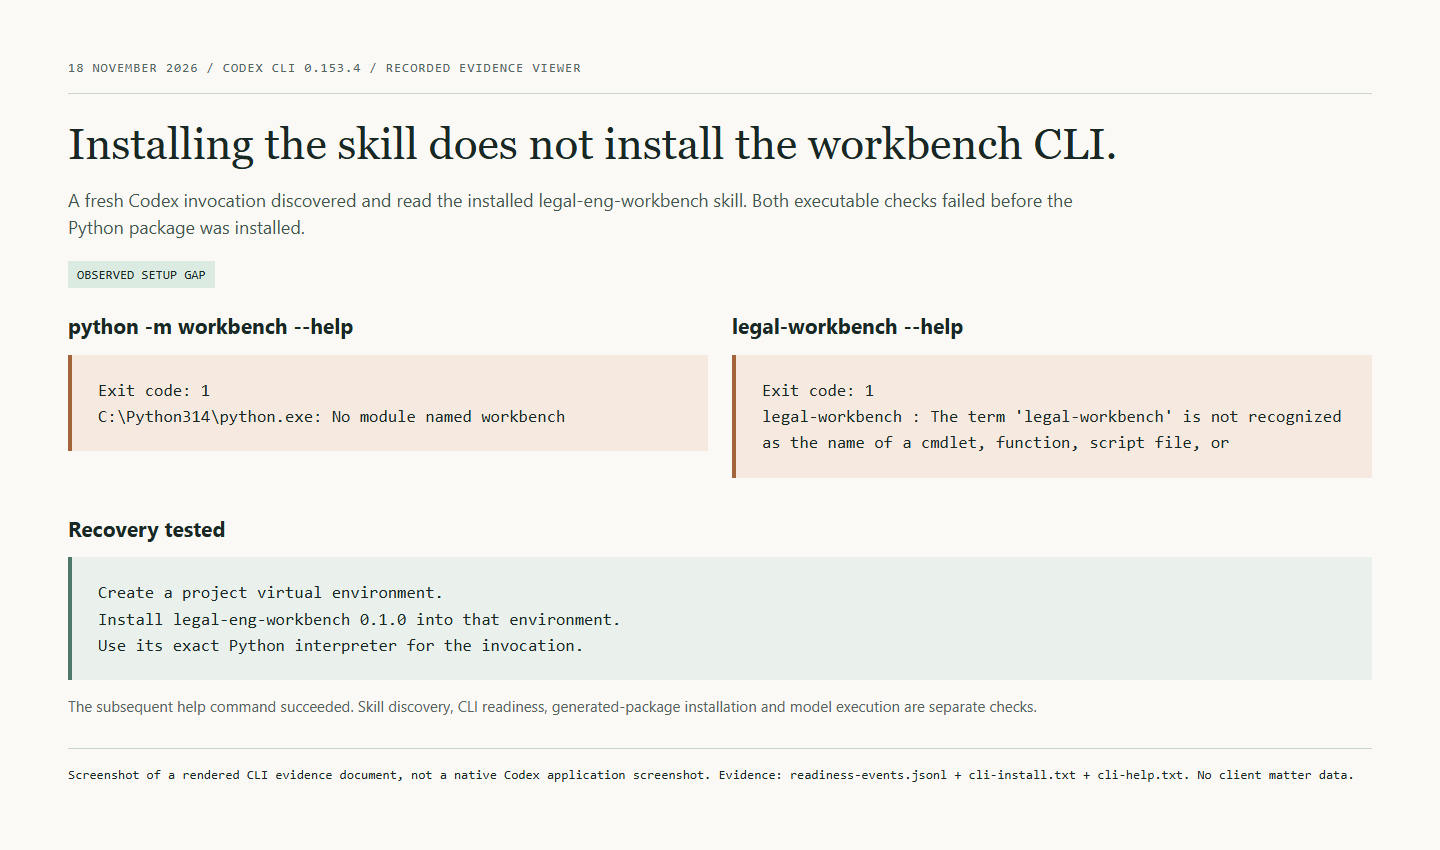 18 NOVEMBER 2026 / CODEX CLI 0.153.4 / RECORDED EVIDENCE VIEWER
Installing the skill does not install the workbench CLI.
A fresh Codex invocation discovered and read the installed legal-eng-workbench skill. Both executable checks failed before the
Python package was installed.
OBSERVED SETUP GAP
python -m workbench --help
Exit code: 1
C:\Python314\python.exe: No module named workbench
legal-workbench --help
Exit code: 1
legal-workbench : The term 'legal-workbench' is not recognized
as the name of a cmdlet, function, script file, or
Recovery tested
Create a project virtual environment.
Install legal-eng-workbench 0.1.0 into that environment.
Use its exact Python interpreter for the invocation.
The subsequent help command succeeded. Skill discovery, CLI readiness, generated-package installation and model execution are separate checks.
Screenshot of a rendered CLI evidence document, not a native Codex application screenshot. Evidence: readiness-events.jsonl + cli-install.txt + cli-help.txt. No client matter data.